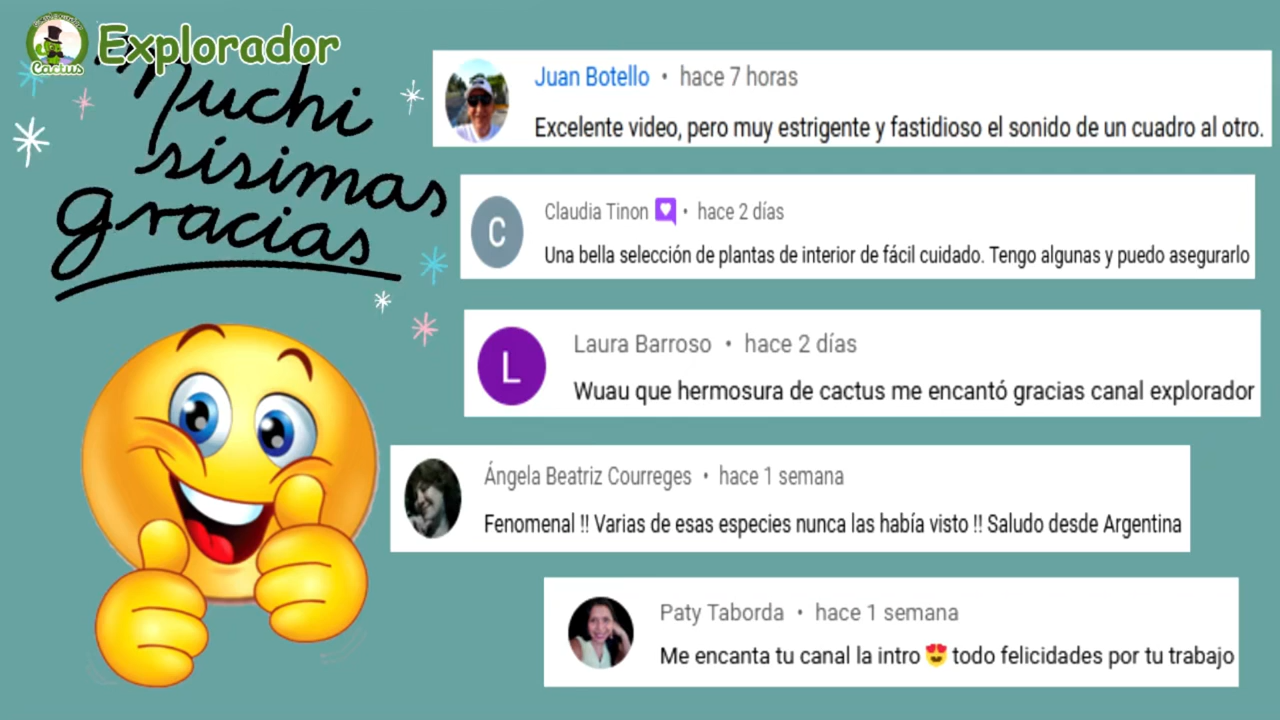 Explorador
Cactus
Muchi
sísimas
gracias
Juan Botello • hace 7 horas
Excelente video, pero muy estrigente y fastidioso el sonido de un cuadro al otro.
C
Claudia Tinon • hace 2 días
Una bella selección de plantas de interior de fácil cuidado. Tengo algunas y puedo asegurarlo
L
Laura Barroso • hace 2 días
Wuau que hermosura de cactus me encantó gracias canal explorador
Ángela Beatriz Courreges • hace 1 semana
Fenomenal !! Varias de esas especies nunca las había visto !! Saludo desde Argentina
Paty Taborda • hace 1 semana
Me encanta tu canal la intro 😍 todo felicidades por tu trabajo